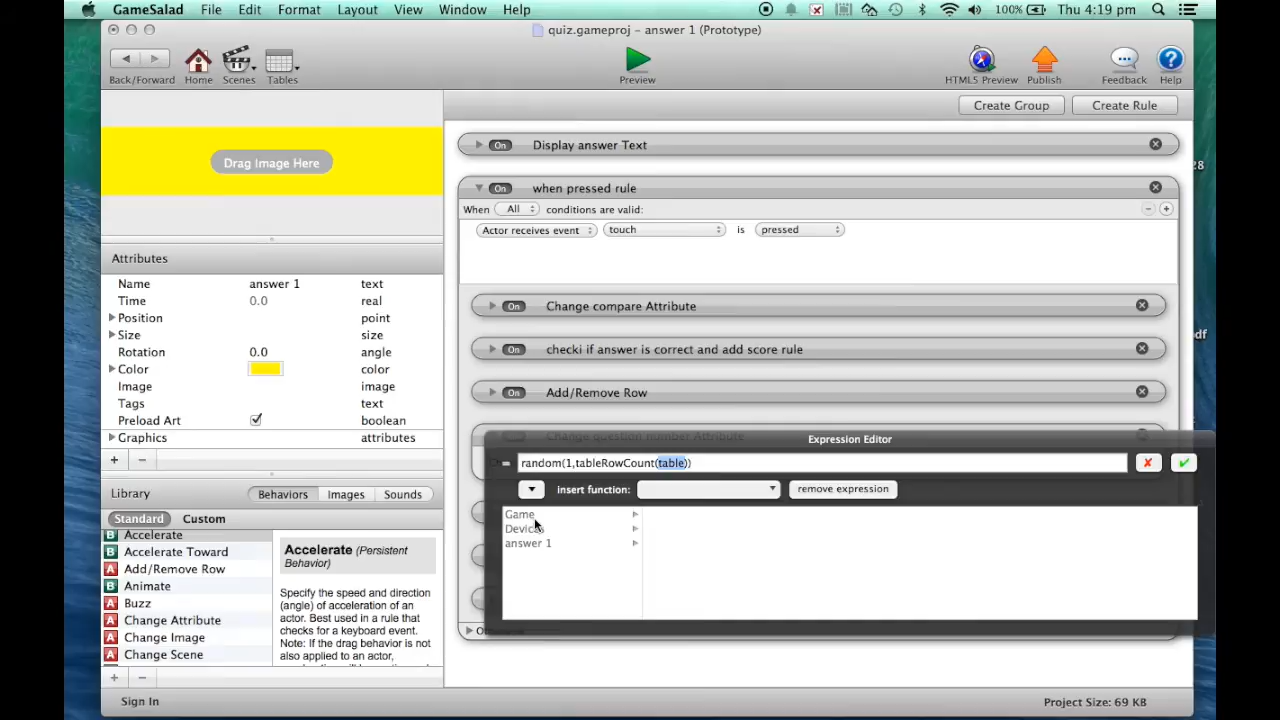 GameSalad File Edit Format Layout View Window Help 100% Thu 4:19 pm
quiz.gameproj – answer 1 (Prototype)
Back/Forward Home Scenes Tables Preview HTML5 Preview Publish Feedback Help
Create Group Create Rule
Drag Image Here
On Display answer Text
On when pressed rule
When All conditions are valid:
Actor receives event touch is pressed
Attributes
Name answer 1 text
Time 0.0 real
Position point
Size size
Rotation 0.0 angle
Color color
Image image
Tags text
Preload Art boolean
Graphics attributes
On Change compare Attribute
On checki if answer is correct and add score rule
On Add/Remove Row
Change question number Attribute
Expression Editor
random(1,tableRowCount(table))
insert function: remove expression
Game
Devices
answer 1
Library Behaviors Images Sounds
Standard Custom
Accelerate
Accelerate Toward
Add/Remove Row
Animate
Buzz
Change Attribute
Change Image
Change Scene
Accelerate (Persistent
Behavior)
Specify the speed and direction
(angle) of acceleration of an
actor. Best used in a rule that
checks for a keyboard event.
Note: If the drag behavior is not
also applied to an actor,
Sign In
Project Size: 69 KB
28
df